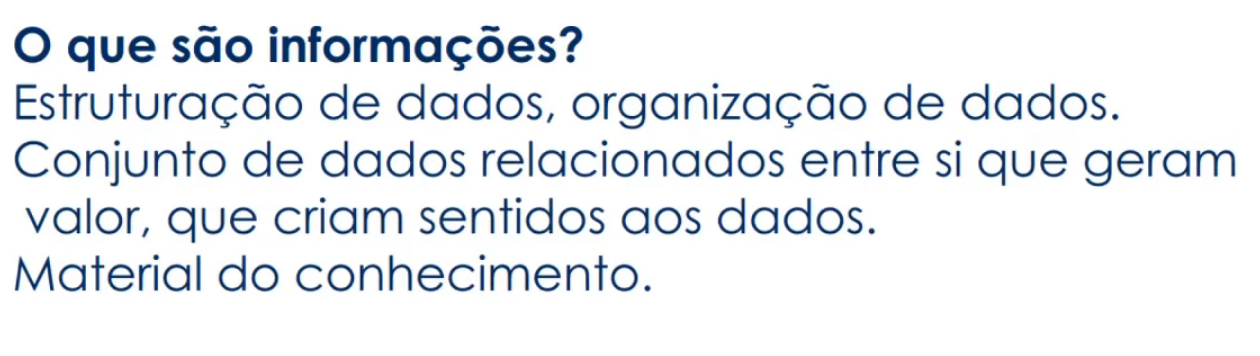 O que são informações?
Estruturação de dados, organização de dados.
Conjunto de dados relacionados entre si que geram
valor, que criam sentidos aos dados.
Material do conhecimento.